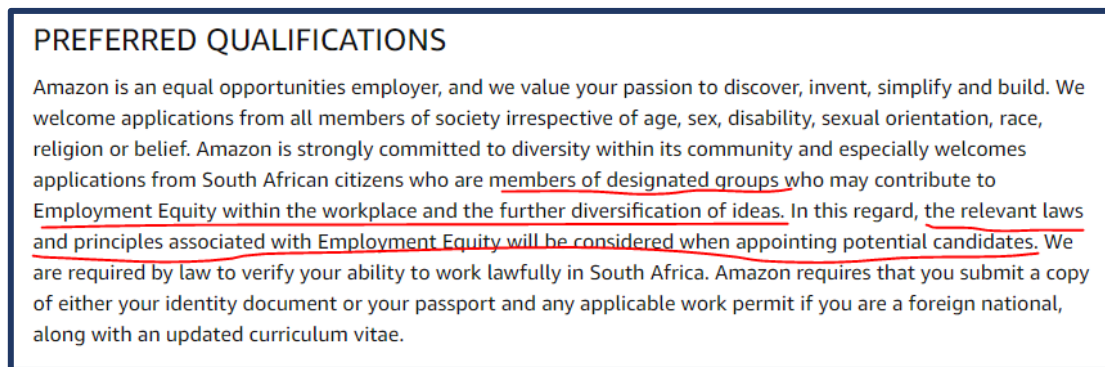 PREFERRED QUALIFICATIONS
Amazon is an equal opportunities employer, and we value your passion to discover, invent, simplify and build. We
welcome applications from all members of society irrespective of age, sex, disability, sexual orientation, race,
religion or belief. Amazon is strongly committed to diversity within its community and especially welcomes
applications from South African citizens who are members of designated groups who may contribute to
Employment Equity within the workplace and the further diversification of ideas. In this regard, the relevant laws
and principles associated with Employment Equity will be considered when appointing potential candidates. We
are required by law to verify your ability to work lawfully in South Africa. Amazon requires that you submit a copy
of either your identity document or your passport and any applicable work permit if you are a foreign national,
along with an updated curriculum vitae.